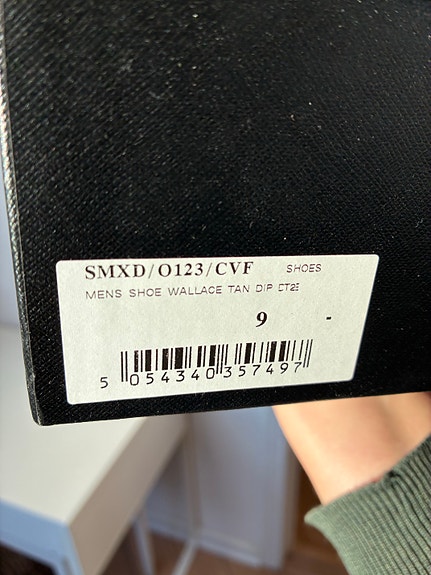 SMXD/O123/CVF SHOES
MENS SHOE WALLACE TAN DIP
9 -
5 054340 357497